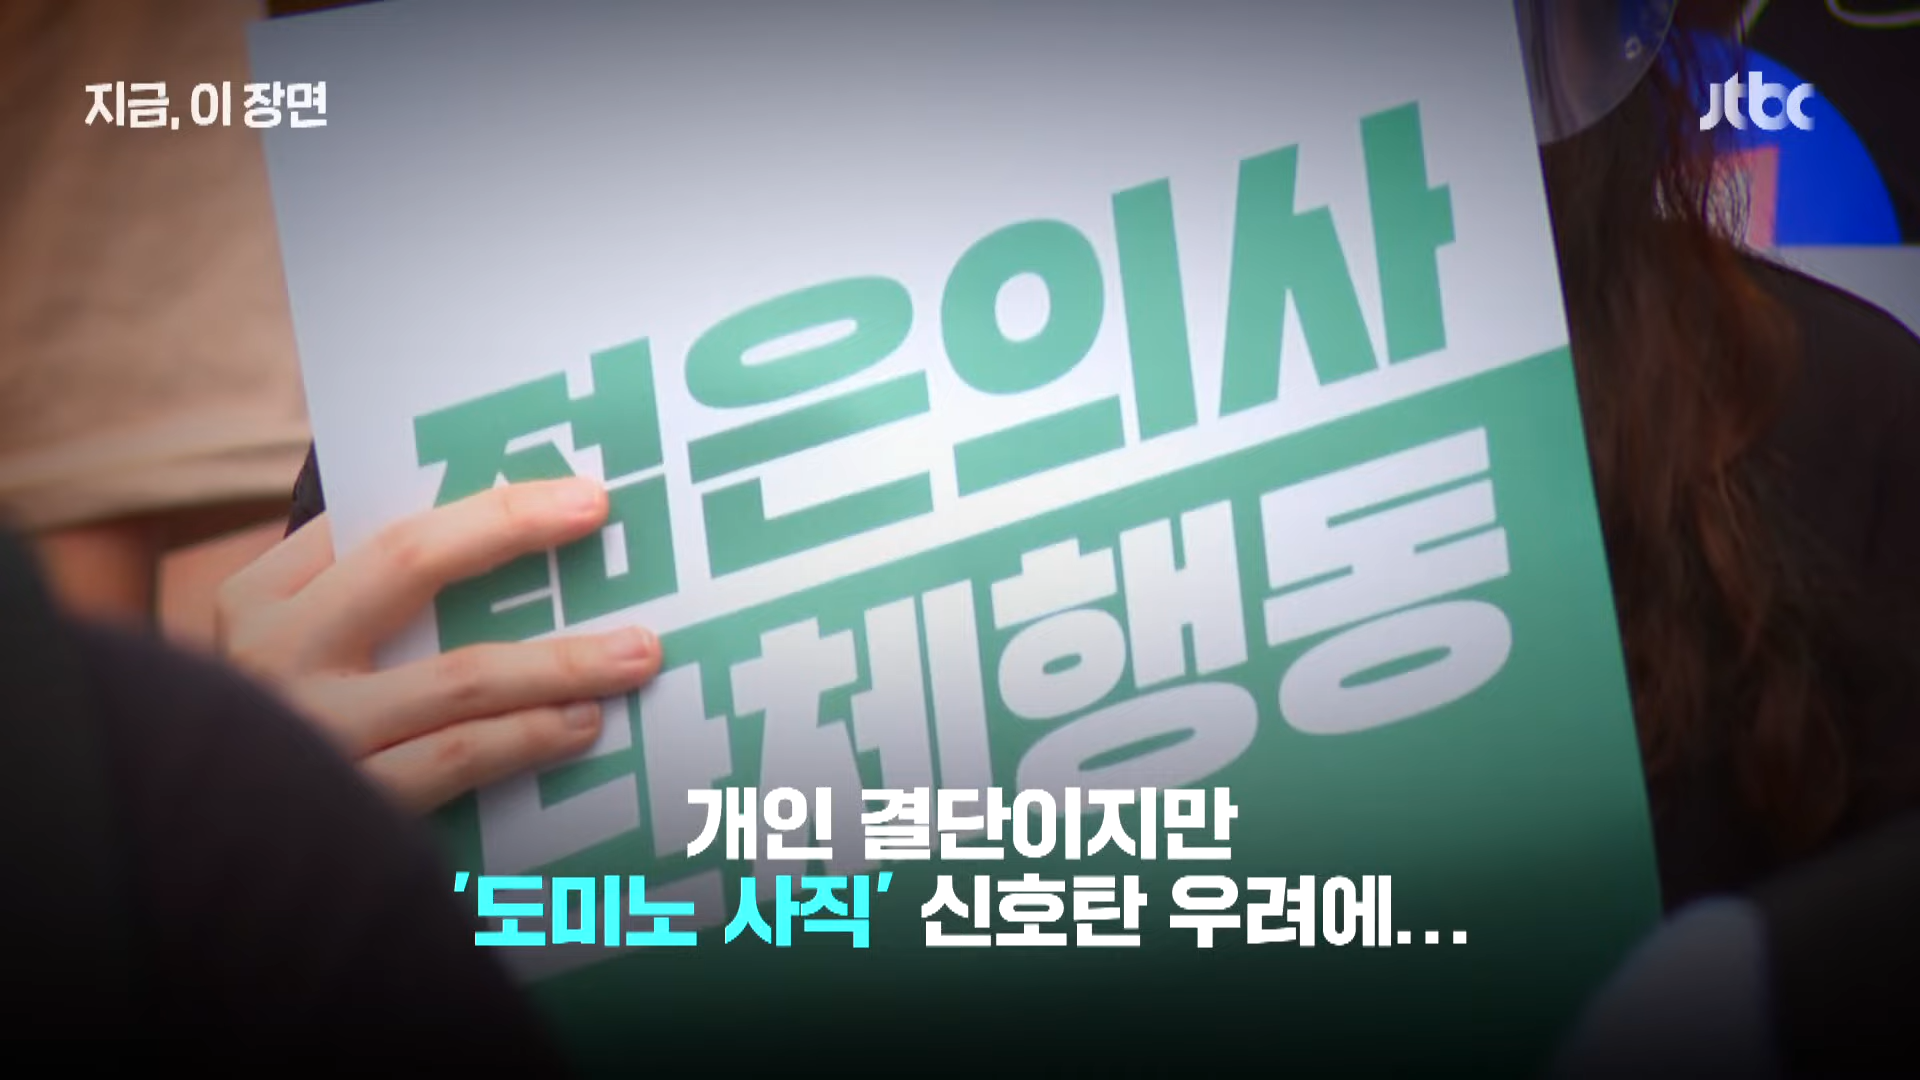 지금, 이 장면
jtbc
젊은의사
단체행동
개인 결단이지만
'도미노 사직' 신호탄 우려에...